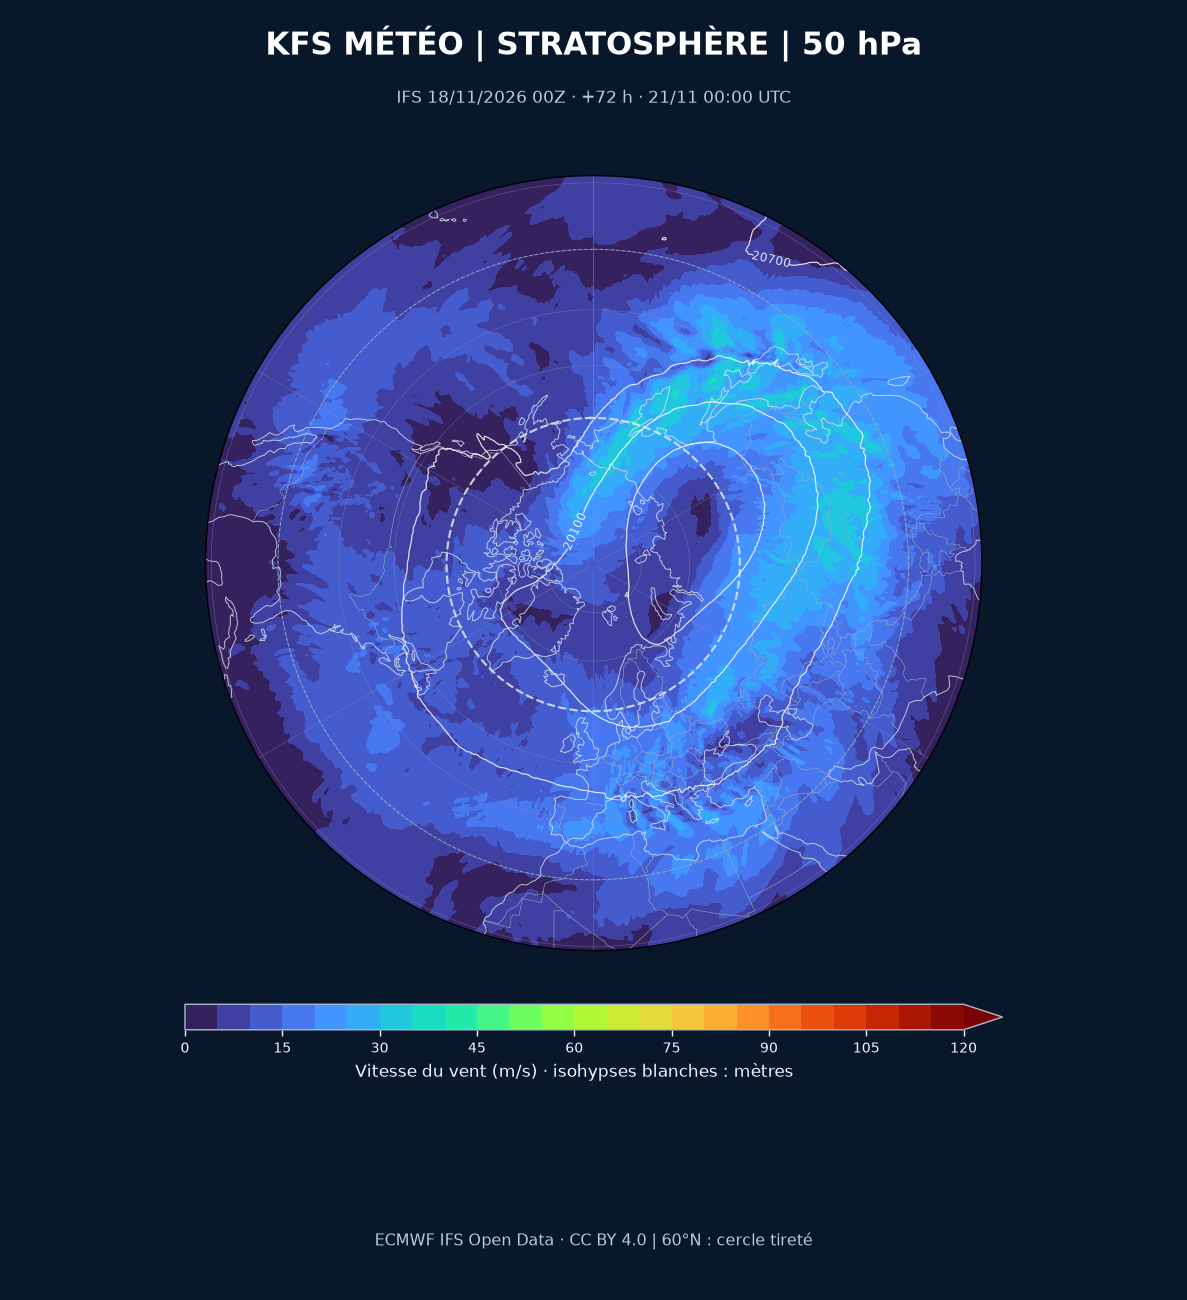 KFS MÉTÉO | STRATOSPHÈRE | 50 hPa
IFS 18/11/2026 00Z · +72 h · 21/11 00:00 UTC
20700
20100
0 15 30 45 60 75 90 105 120
Vitesse du vent (m/s) · isohypses blanches : mètres
ECMWF IFS Open Data · CC BY 4.0 | 60°N : cercle tireté